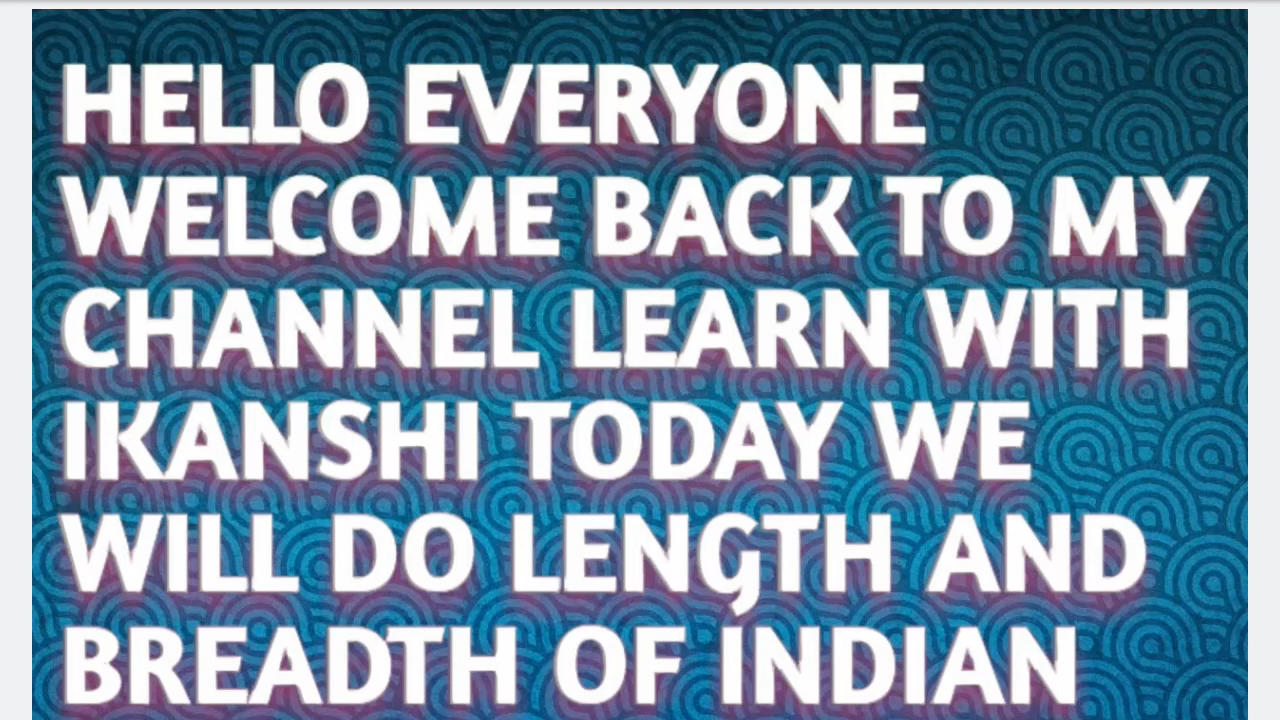 HELLO EVERYONE
WELCOME BACK TO MY
CHANNEL LEARN WITH
IKANSHI TODAY WE
WILL DO LENGTH AND
BREADTH OF INDIAN